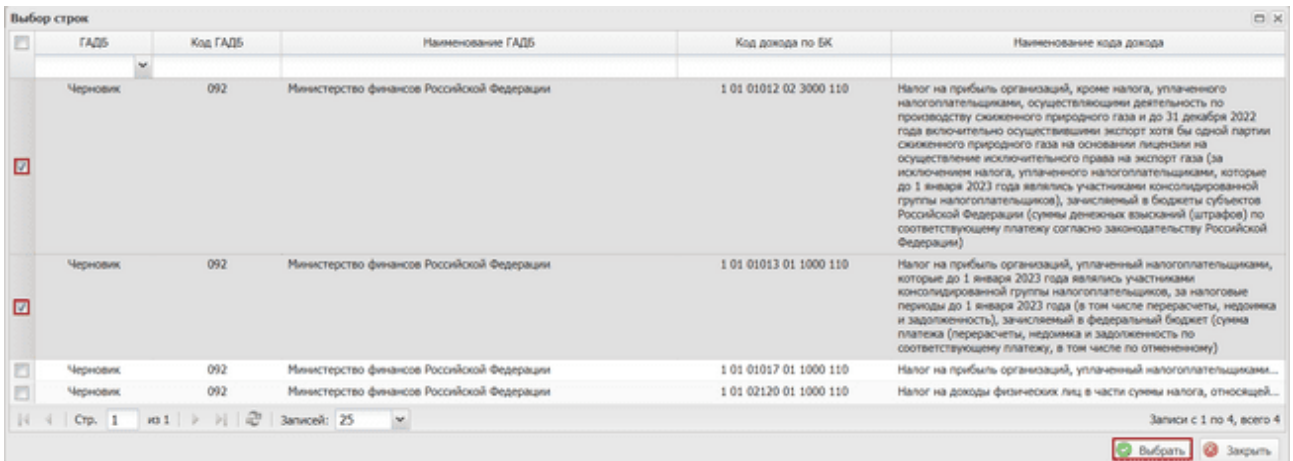 Выбор строк
ГАДБ Код ГАДБ Наименование ГАДБ Код дохода по БК Наименование кода дохода
Черновик 092 Министерство финансов Российской Федерации 1 01 01012 02 3000 110 Налог на прибыль организаций, кроме налога, уплаченного
налогоплательщиками, осуществляющими деятельность по
производству сжиженного природного газа и до 31 декабря 2022
года включительно осуществившими экспорт хотя бы одной партии
сжиженного природного газа на основании лицензии на
осуществление исключительного права на экспорт газа (за
исключением налога, уплаченного налогоплательщиками, которые
до 1 января 2023 года являлись участниками консолидированной
группы налогоплательщиков), зачисляемый в бюджеты субъектов
Российской Федерации (суммы денежных взысканий (штрафов) по
соответствующему платежу согласно законодательству Российской
Федерации)
Черновик 092 Министерство финансов Российской Федерации 1 01 01013 01 1000 110 Налог на прибыль организаций, уплаченный налогоплательщиками,
которые до 1 января 2023 года являлись участниками
консолидированной группы налогоплательщиков, за налоговые
периоды до 1 января 2023 года (в том числе перерасчеты, недоимка
и задолженность), зачисляемый в федеральный бюджет (сумма
платежа (перерасчеты, недоимка и задолженность по
соответствующему платежу, в том числе по отмененному)
Черновик 092 Министерство финансов Российской Федерации 1 01 01017 01 1000 110 Налог на прибыль организаций, уплаченный налогоплательщиками...
Черновик 092 Министерство финансов Российской Федерации 1 01 02120 01 1000 110 Налог на доходы физических лиц в части суммы налога, относящей...
Стр. 1 из 1 Записей: 25 Записи с 1 по 4, всего 4
Выбрать Закрыть